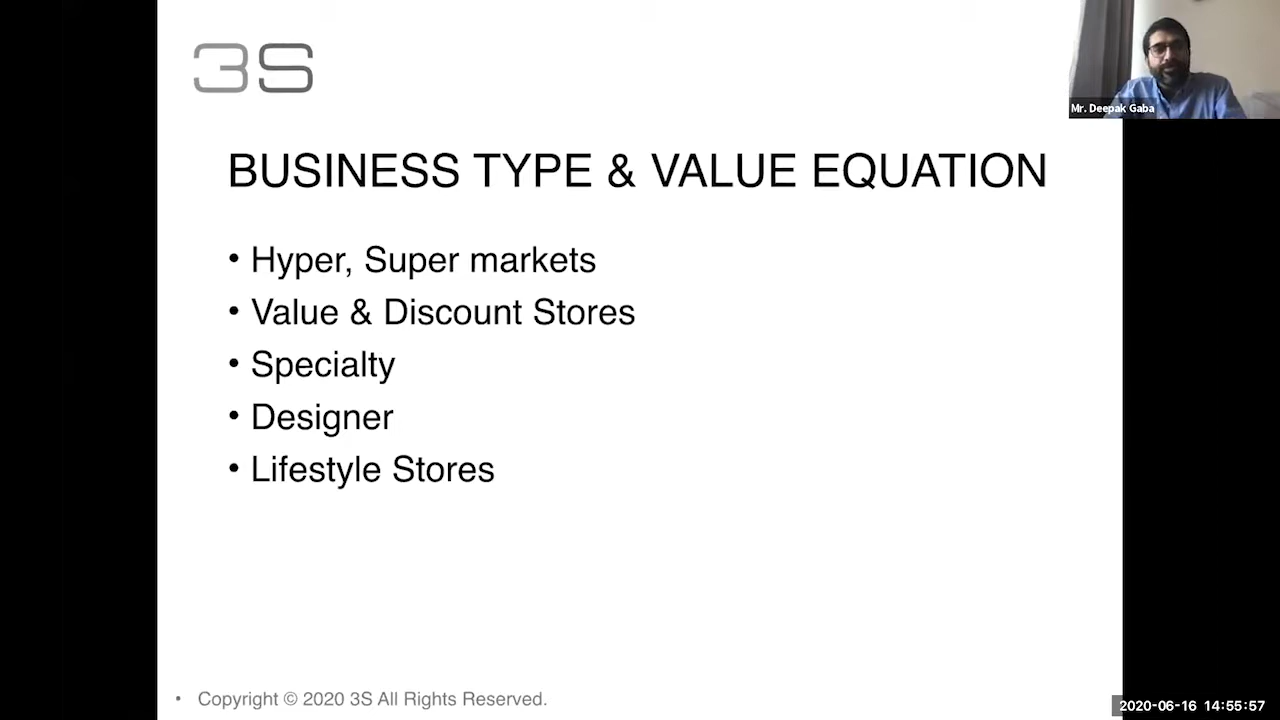 3S
Mr. Deepak Gaba
BUSINESS TYPE & VALUE EQUATION
• Hyper, Super markets
• Value & Discount Stores
• Specialty
• Designer
• Lifestyle Stores
• Copyright © 2020 3S All Rights Reserved.
2020-06-16 14:55:57